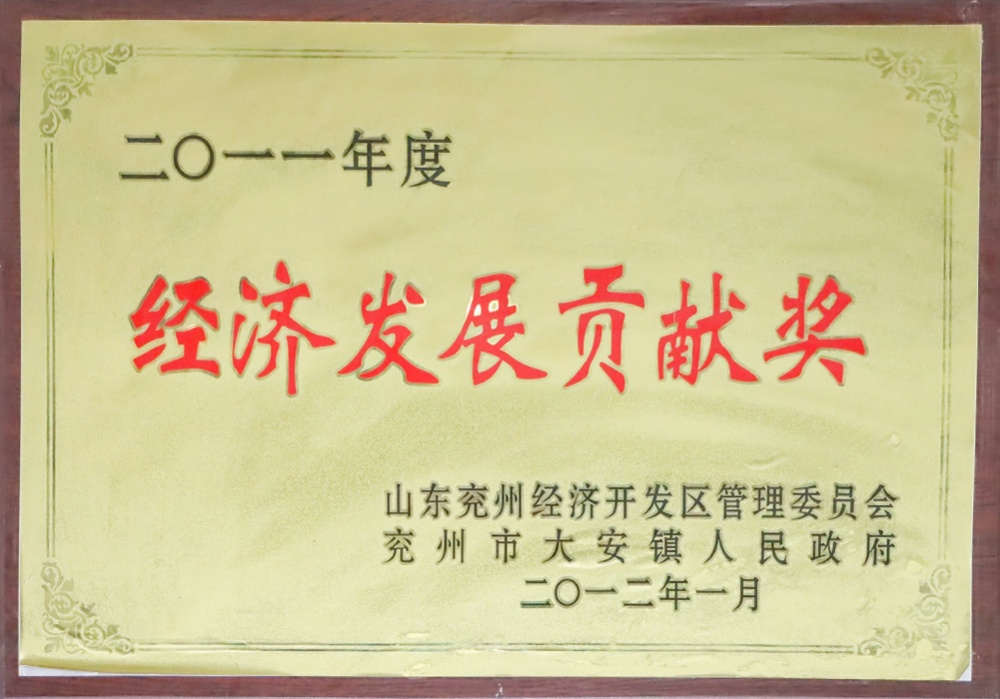 二〇一一年度
经济发展贡献奖
山东兖州经济开发区管理委员会
兖州市大安镇人民政府
二〇一二年一月